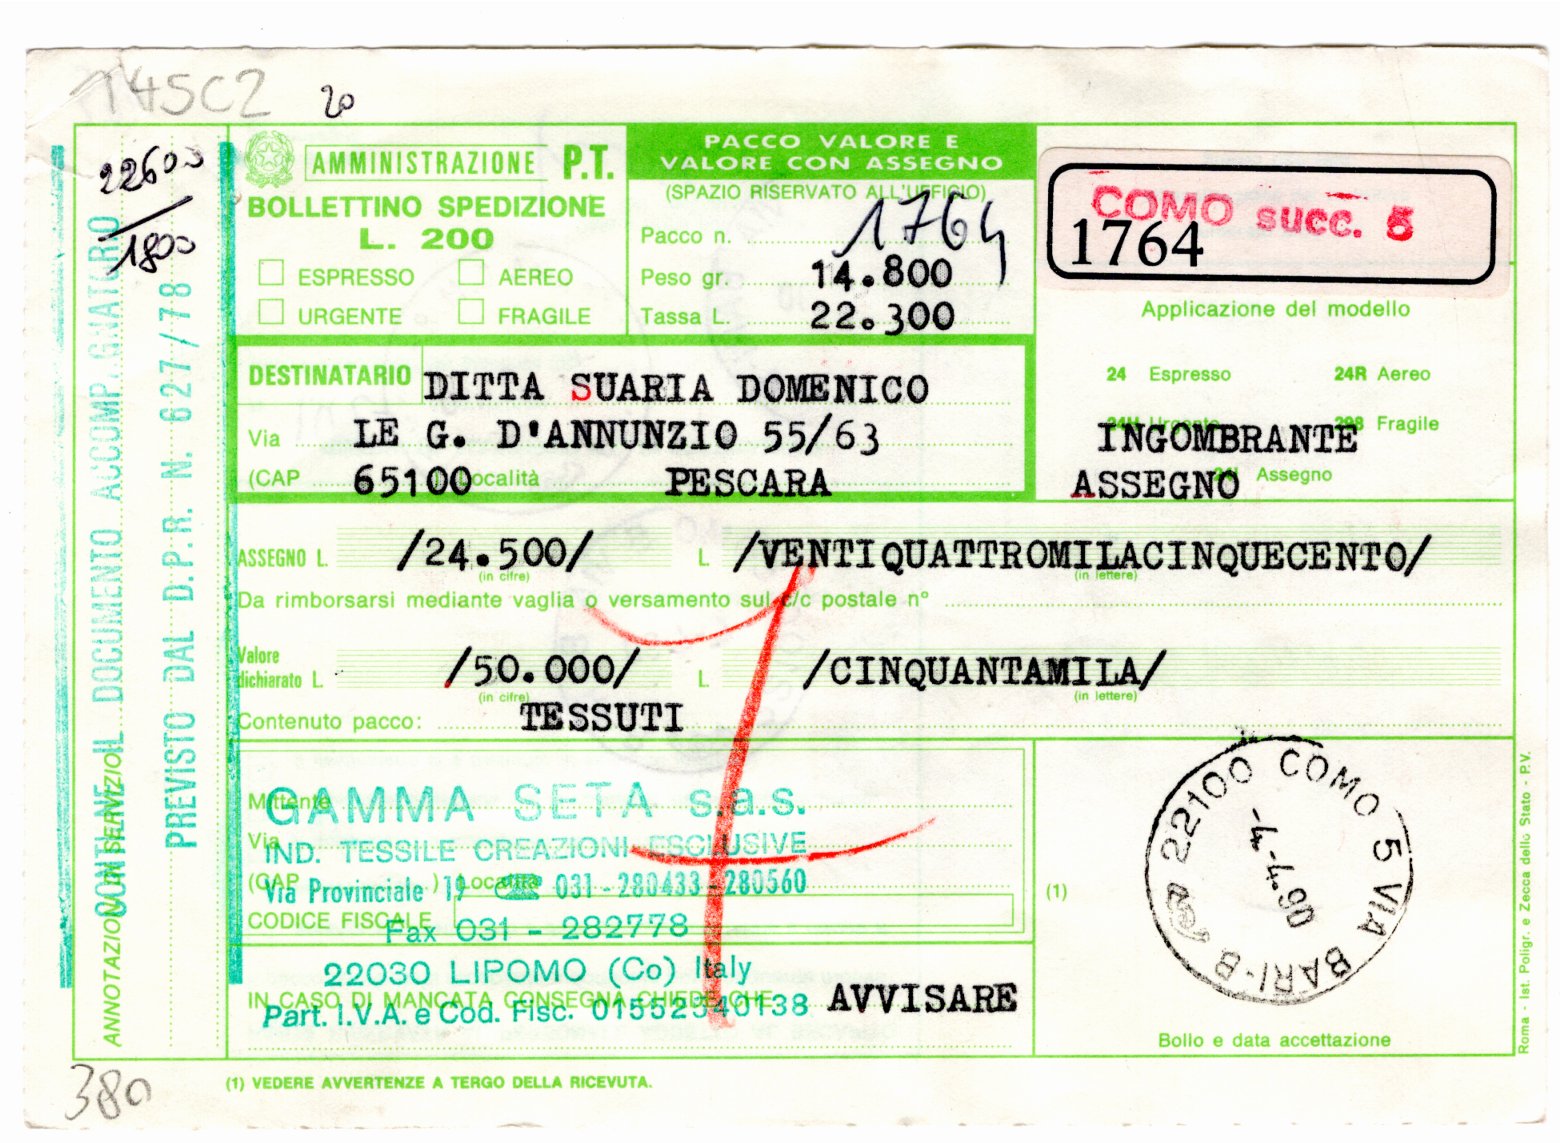 T45C2
20
22600
1800
CONTIENE IL DOCUMENTO ACCOMPAGNATORIO
PREVISTO DAL D.P.R. N. 627/78
ANNOTAZIONI DI SERVIZIO
AMMINISTRAZIONE P.T.
BOLLETTINO SPEDIZIONE
L. 200
ESPRESSO
AEREO
URGENTE
FRAGILE
PACCO VALORE E
VALORE CON ASSEGNO
(SPAZIO RISERVATO ALL'UFFICIO)
Pacco n. 1764
Peso gr. 14.800
Tassa L. 22.300
COMO succ. 5
1764
Applicazione del modello
24 Espresso
24R Aereo
Urgente
Fragile
INGOMBRANTE
Assegno
ASSEGNO
DESTINATARIO DITTA SUARIA DOMENICO
Via LE G. D'ANNUNZIO 55/63
(CAP 65100 Località PESCARA
ASSEGNO L. /24.500/ L. /VENTIQUATTROMILACINQUECENTO/
(in cifre) (in lettere)
Da rimborsarsi mediante vaglia o versamento sul c/c postale n°
Valore
dichiarato L. /50.000/ L. /CINQUANTAMILA/
(in cifre) (in lettere)
Contenuto pacco: TESSUTI
Mittente
GAMMA SETA s.a.s.
Via
IND. TESSILE CREAZIONI ESCLUSIVE
(CAP ) Località
Via Provinciale 19 ☎ 031-280433-280560
CODICE FISCALE
Fax 031 - 282778
22030 LIPOMO (Co) Italy
IN CASO DI MANCATA CONSEGNA CHIEDE CHE AVVISARE
Part. I.V.A. e Cod. Fisc. 01552340138
(1)
22100 COMO 5 VIA BARI-B
-4.4.90
Bollo e data accettazione
Roma - Ist. Poligr. e Zecca dello Stato - P.V.
380
(1) VEDERE AVVERTENZE A TERGO DELLA RICEVUTA.